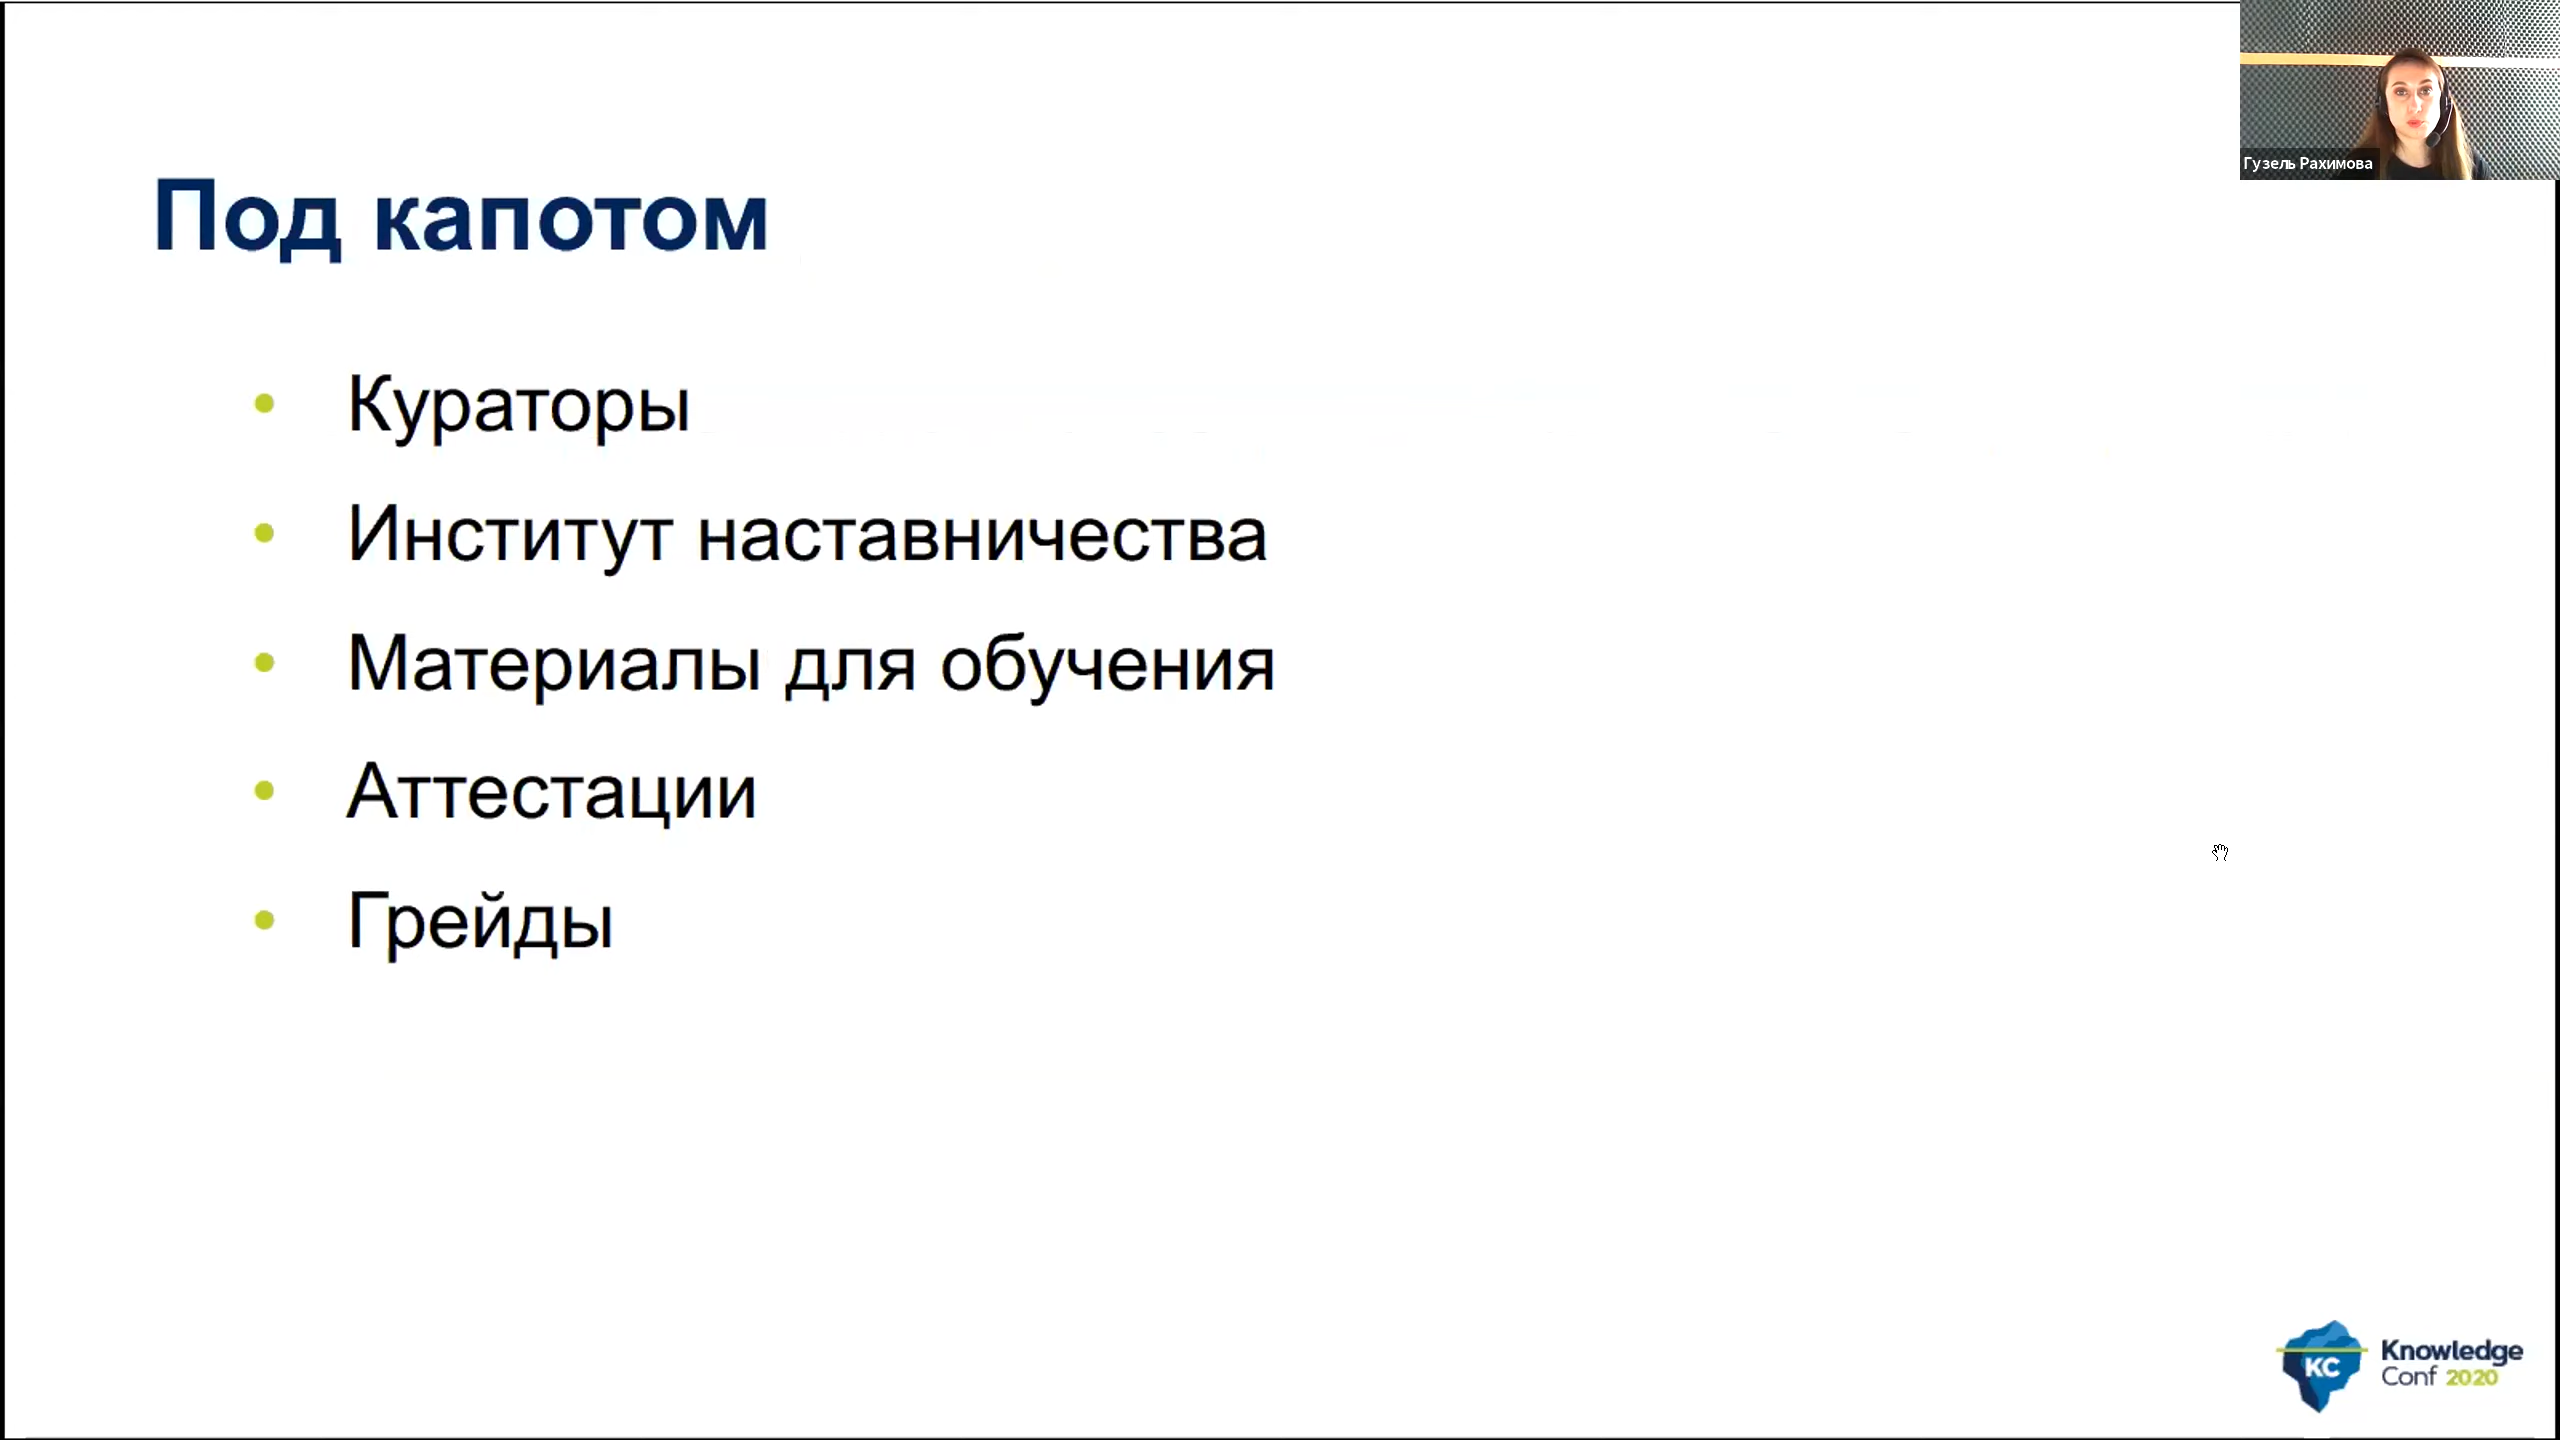 Гузель Рахимова
Под капотом
• Кураторы
• Институт наставничества
• Материалы для обучения
• Аттестации
• Грейды
KC
Knowledge
Conf 2020